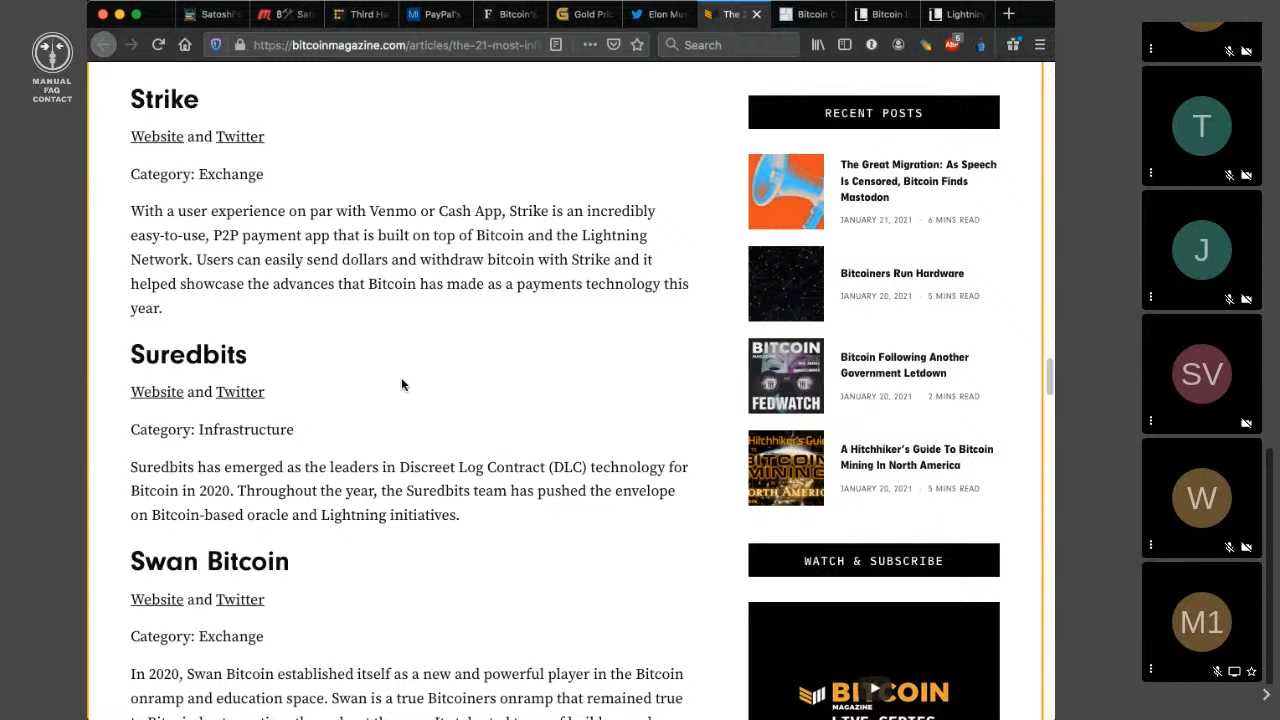 MANUAL
FAQ
CONTACT
Satoshi's
Sat
Third Ha
PayPal's
Bitcoin's
Gold Pric
Elon Mus
The 2
Bitcoin C
Bitcoin I
Lightnin
https://bitcoinmagazine.com/articles/the-21-most-inf
Search
ABP
5
Strike
Website and Twitter
Category: Exchange
With a user experience on par with Venmo or Cash App, Strike is an incredibly
easy-to-use, P2P payment app that is built on top of Bitcoin and the Lightning
Network. Users can easily send dollars and withdraw bitcoin with Strike and it
helped showcase the advances that Bitcoin has made as a payments technology this
year.
Suredbits
Website and Twitter
Category: Infrastructure
Suredbits has emerged as the leaders in Discreet Log Contract (DLC) technology for
Bitcoin in 2020. Throughout the year, the Suredbits team has pushed the envelope
on Bitcoin-based oracle and Lightning initiatives.
Swan Bitcoin
Website and Twitter
Category: Exchange
In 2020, Swan Bitcoin established itself as a new and powerful player in the Bitcoin
onramp and education space. Swan is a true Bitcoiners onramp that remained true
RECENT POSTS
The Great Migration: As Speech
Is Censored, Bitcoin Finds
Mastodon
JANUARY 21, 2021 · 6 MINS READ
Bitcoiners Run Hardware
JANUARY 20, 2021 · 5 MINS READ
BITCOIN
MAGAZINE
FEDWATCH
Bitcoin Following Another
Government Letdown
JANUARY 20, 2021 · 2 MINS READ
Hitchhiker's Guide
BITCOIN
MINING
NORTH AMERICA
A Hitchhiker's Guide To Bitcoin
Mining In North America
JANUARY 20, 2021 · 5 MINS READ
WATCH & SUBSCRIBE
BITCOIN
MAGAZINE
LIVE SERIES
T
J
SV
W
M1